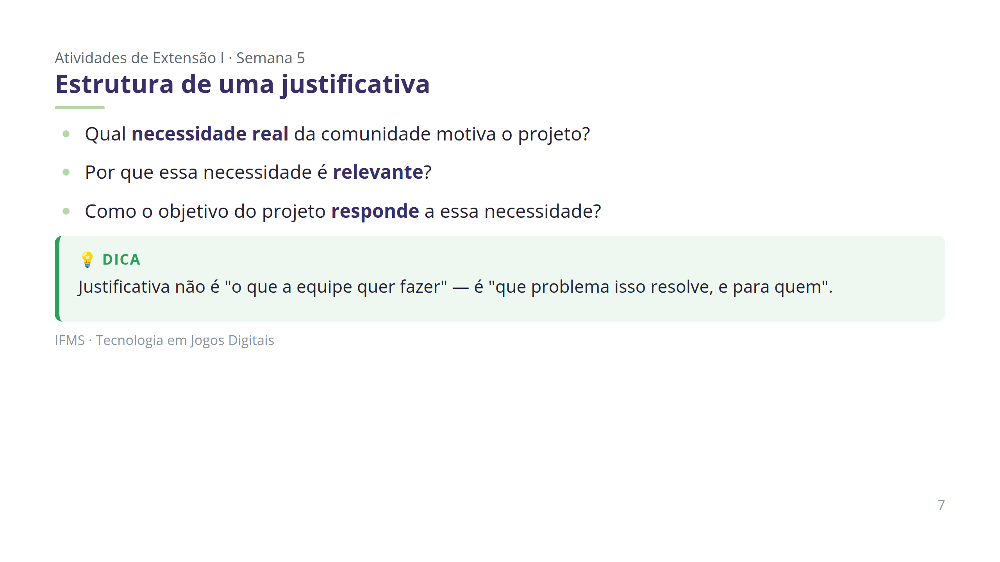 Atividades de Extensão I · Semana 5
Estrutura de uma justificativa
Qual necessidade real da comunidade motiva o projeto?
Por que essa necessidade é relevante?
Como o objetivo do projeto responde a essa necessidade?
💡 DICA
Justificativa não é "o que a equipe quer fazer" — é "que problema isso resolve, e para quem".
IFMS · Tecnologia em Jogos Digitais
7